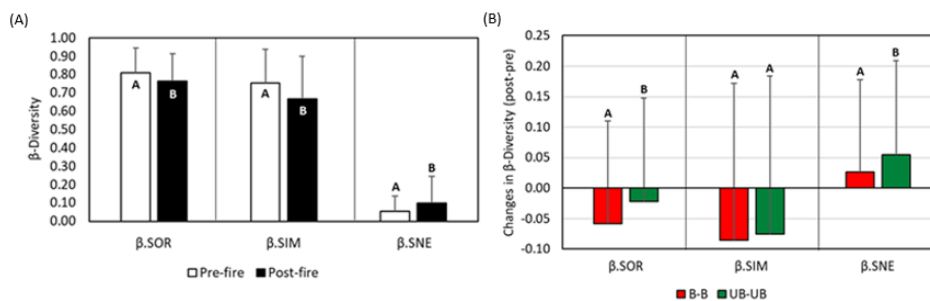 (A)
β-Diversity
1.00
0.90
0.80
0.70
0.60
0.50
0.40
0.30
0.20
0.10
0.00
A
B
A
B
A
B
β.SOR
β.SIM
β.SNE
Pre-fire
Post-fire
(B)
Changes in β-Diversity (post-pre)
0.25
0.20
0.15
0.10
0.05
0.00
-0.05
-0.10
A
B
A
A
A
B
β.SOR
β.SIM
β.SNE
B-B
UB-UB